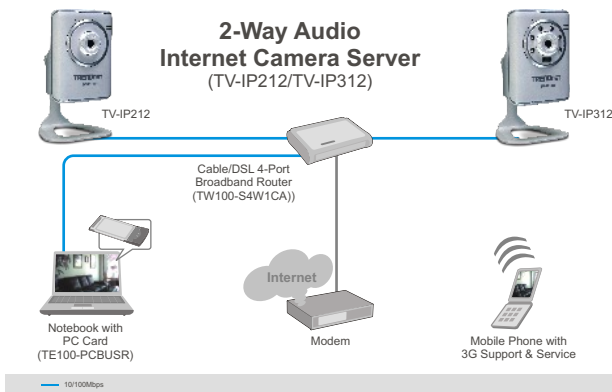 2-Way Audio
Internet Camera Server
(TV-IP212/TV-IP312)
TRENDnet
TRENDnet
TV-IP212
TV-IP312
Cable/DSL 4-Port
Broadband Router
(TW100-S4W1CA))
Internet
Notebook with
PC Card
(TE100-PCBUSR)
Modem
Mobile Phone with
3G Support & Service
10/100Mbps